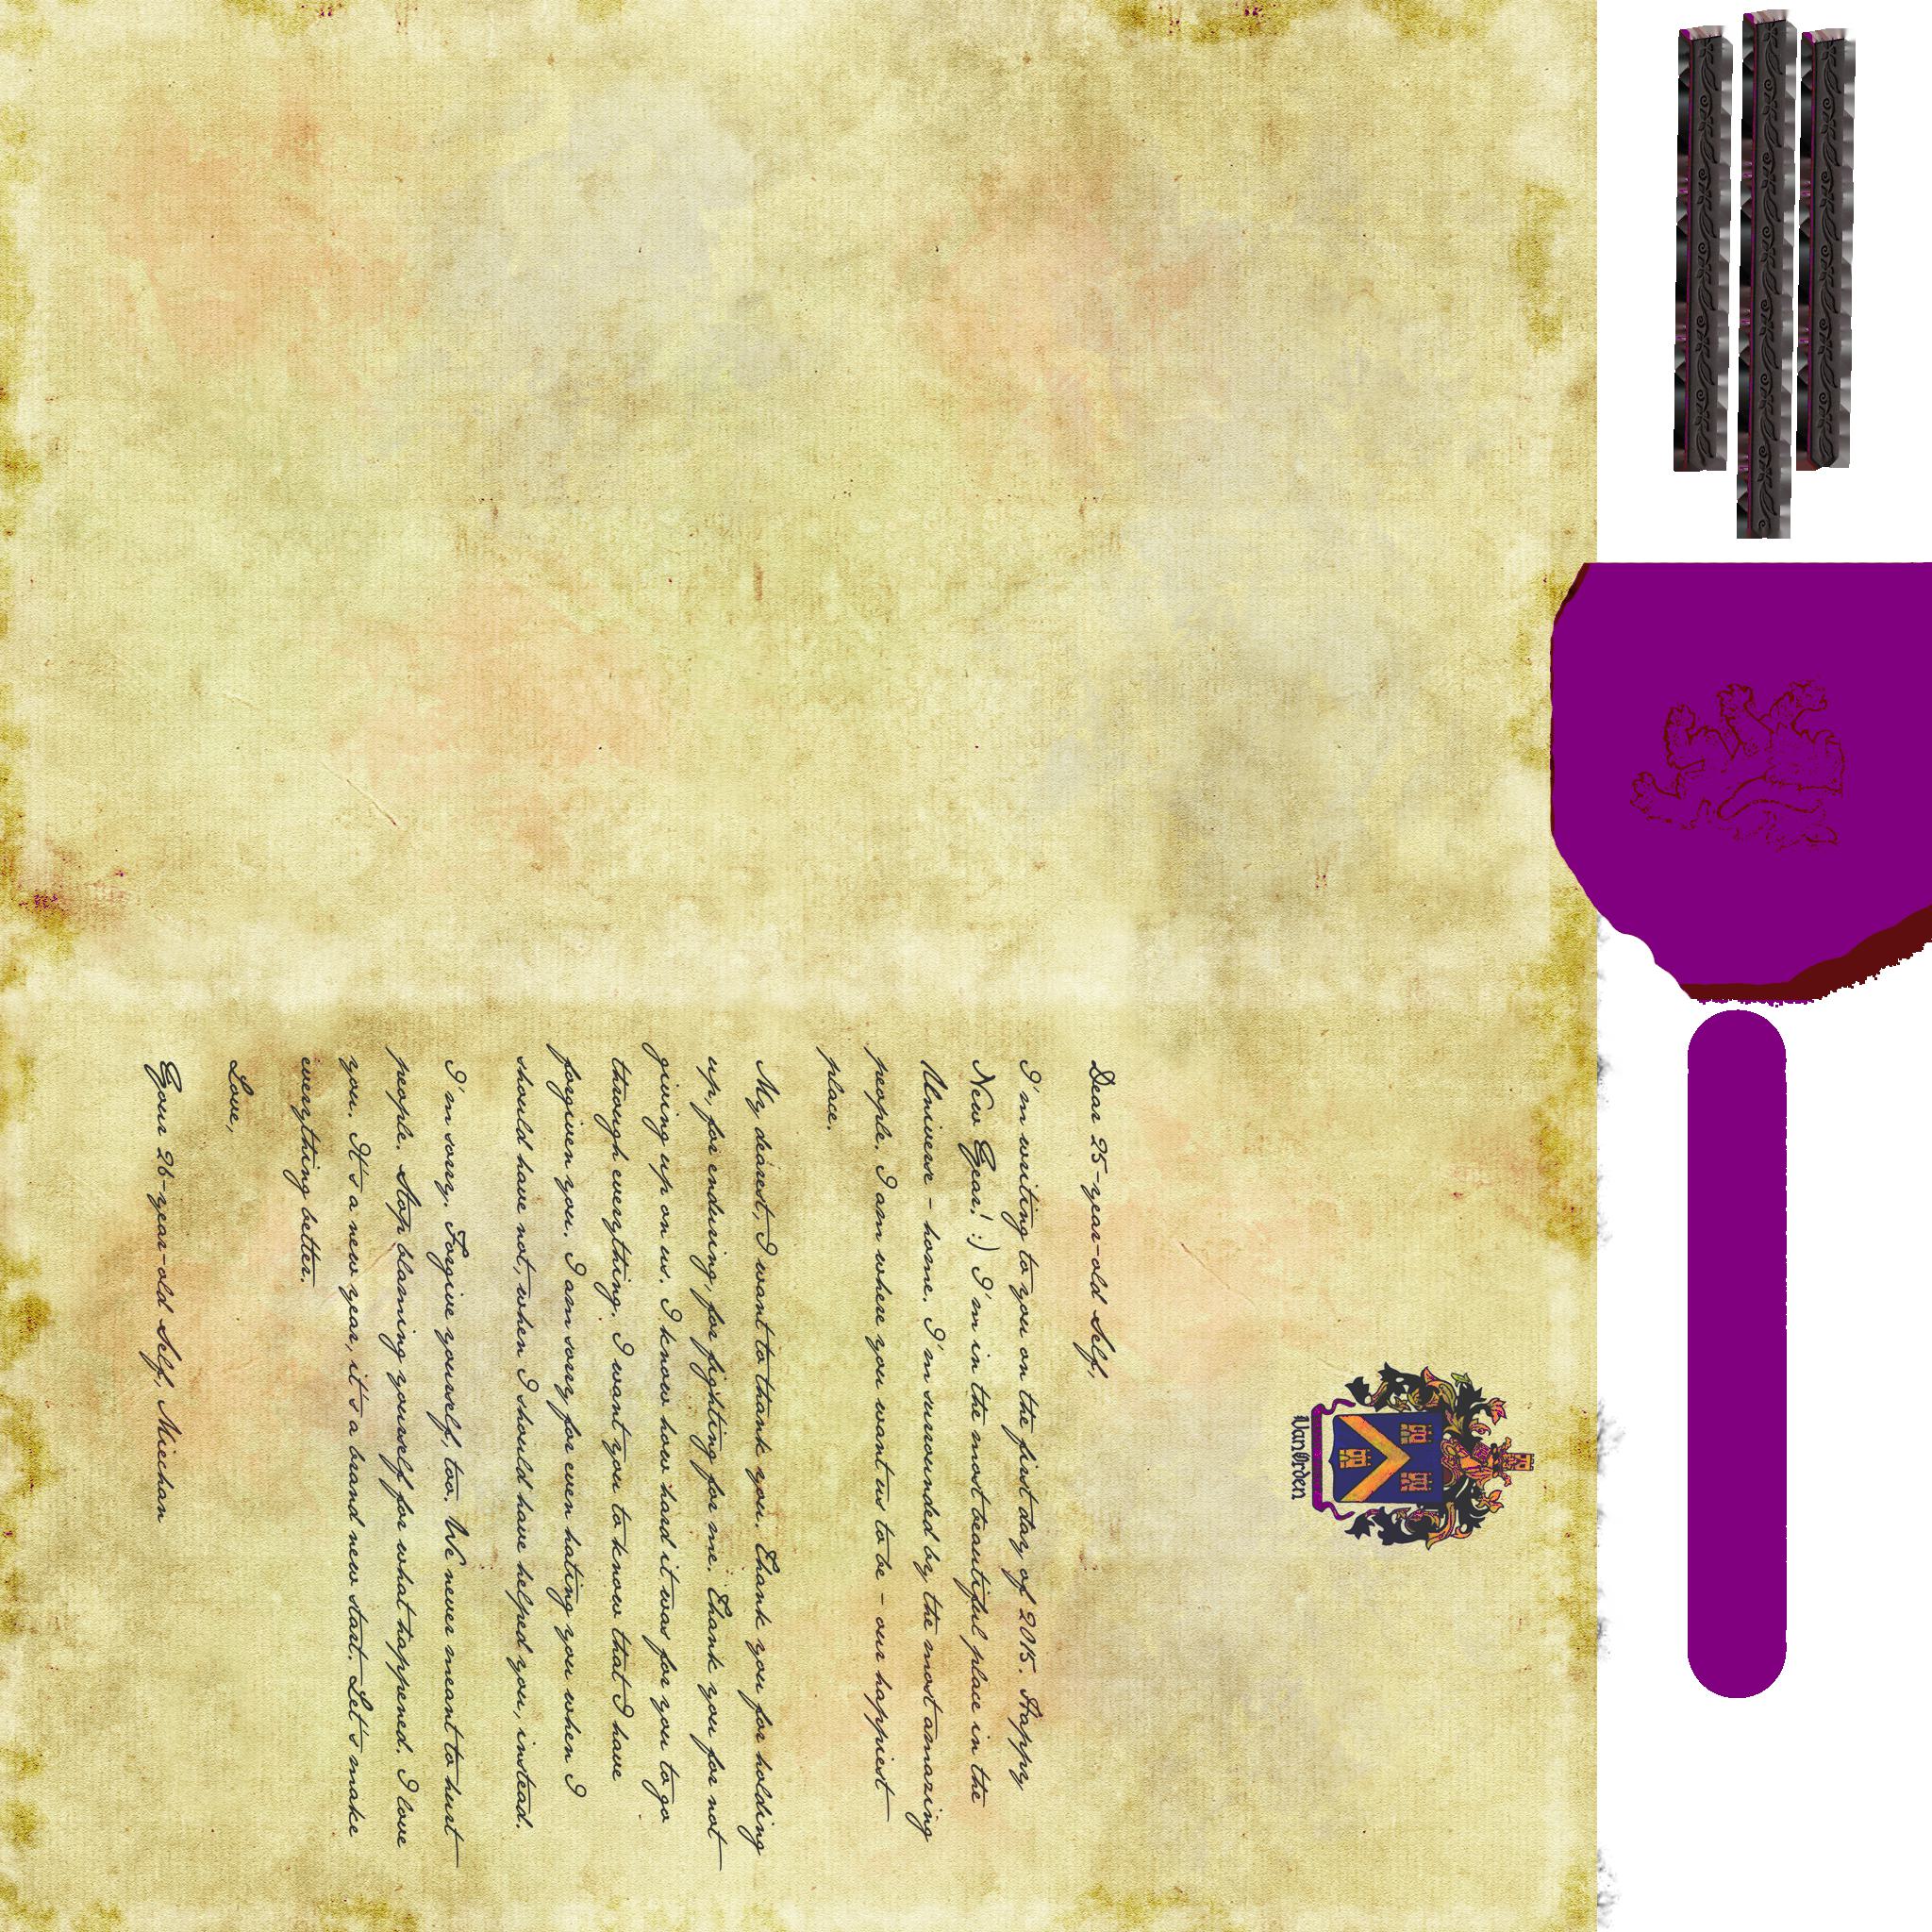 Van Orden
Dear 25-year-old Self,
I'm writing to you on the first day of 2015. Happy
New Year! :) I'm in the most beautiful place in the
Universe - home. I'm surrounded by the most amazing
people. I am where you want us to be - our happiest
place.
My dearest, I want to thank you. Thank you for holding
up, for enduring, for fighting for me. Thank you for not
giving up on us. I know how hard it was for you to go
through everything. I want you to know that I have
forgiven you. I am sorry for even hating you when I
should have not, when I should have helped you, instead.
I'm sorry. Forgive yourself, too. We never meant to hurt
people. Stop blaming yourself for what happened. I love
you. It's a new year, it's a brand new start. Let's make
everything better.
Love,
Your 26-year-old Self, Miechan